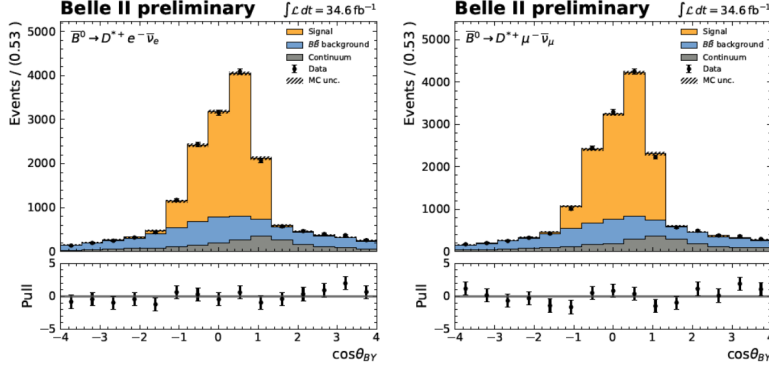 Belle II preliminary ∫ℒ dt = 34.6 fb⁻¹
B̅⁰ → D*⁺ e⁻ ν̅ₑ
Signal
BB̅ background
Continuum
Data
MC unc.
Events / (0.53 )
5000
4000
3000
2000
1000
0
Pull
5
0
−5
−4 −3 −2 −1 0 1 2 3 4
cosθ_BY
Belle II preliminary ∫ℒ dt = 34.6 fb⁻¹
B̅⁰ → D*⁺ μ⁻ ν̅_μ
Signal
BB̅ background
Continuum
Data
MC unc.
Events / (0.53 )
5000
4000
3000
2000
1000
0
Pull
5
0
−5
−4 −3 −2 −1 0 1 2 3 4
cosθ_BY